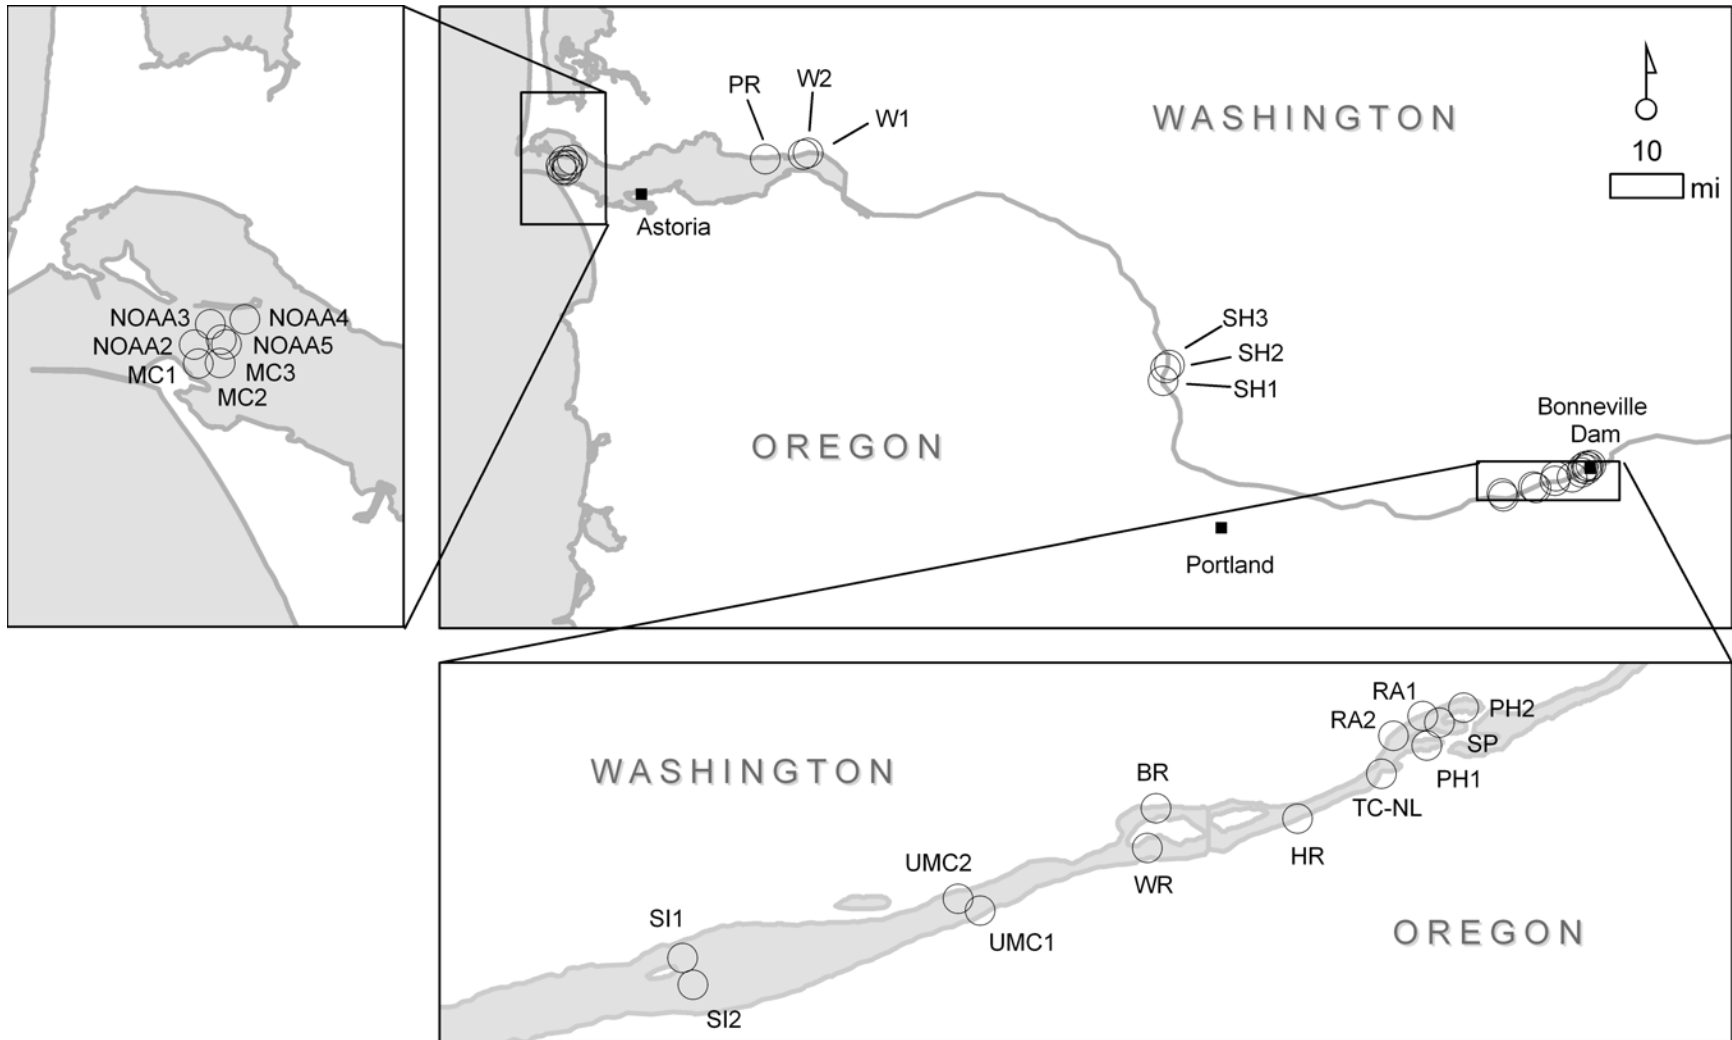 NOAA3
NOAA4
NOAA2
NOAA5
MC1
MC3
MC2
PR
W2
W1
WASHINGTON
10
mi
Astoria
SH3
SH2
SH1
OREGON
Bonneville
Dam
Portland
RA1
RA2
PH2
SP
PH1
WASHINGTON
BR
TC-NL
HR
UMC2
WR
SI1
UMC1
OREGON
SI2